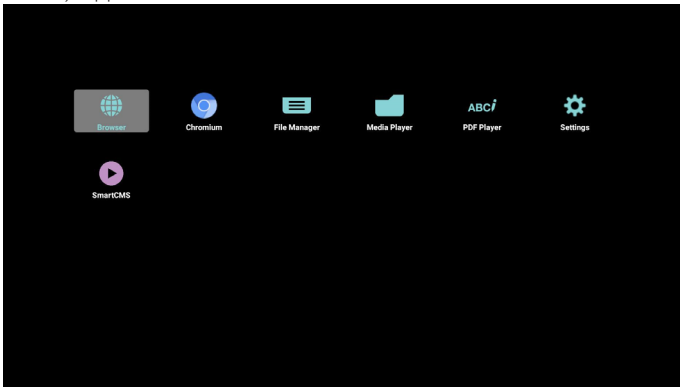 Browser
Chromium
File Manager
Media Player
ABCi
PDF Player
Settings
SmartCMS